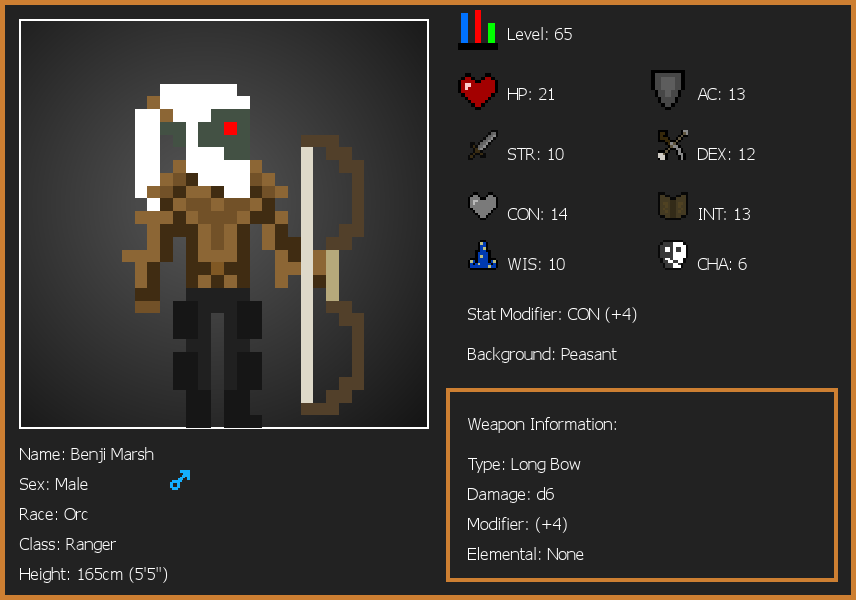 Level: 65
HP: 21
AC: 13
STR: 10
DEX: 12
CON: 14
INT: 13
WIS: 10
CHA: 6
Stat Modifier: CON (+4)
Background: Peasant
Weapon Information:
Type: Long Bow
Damage: d6
Modifier: (+4)
Elemental: None
Name: Benji Marsh
Sex: Male
Race: Orc
Class: Ranger
Height: 165cm (5'5")